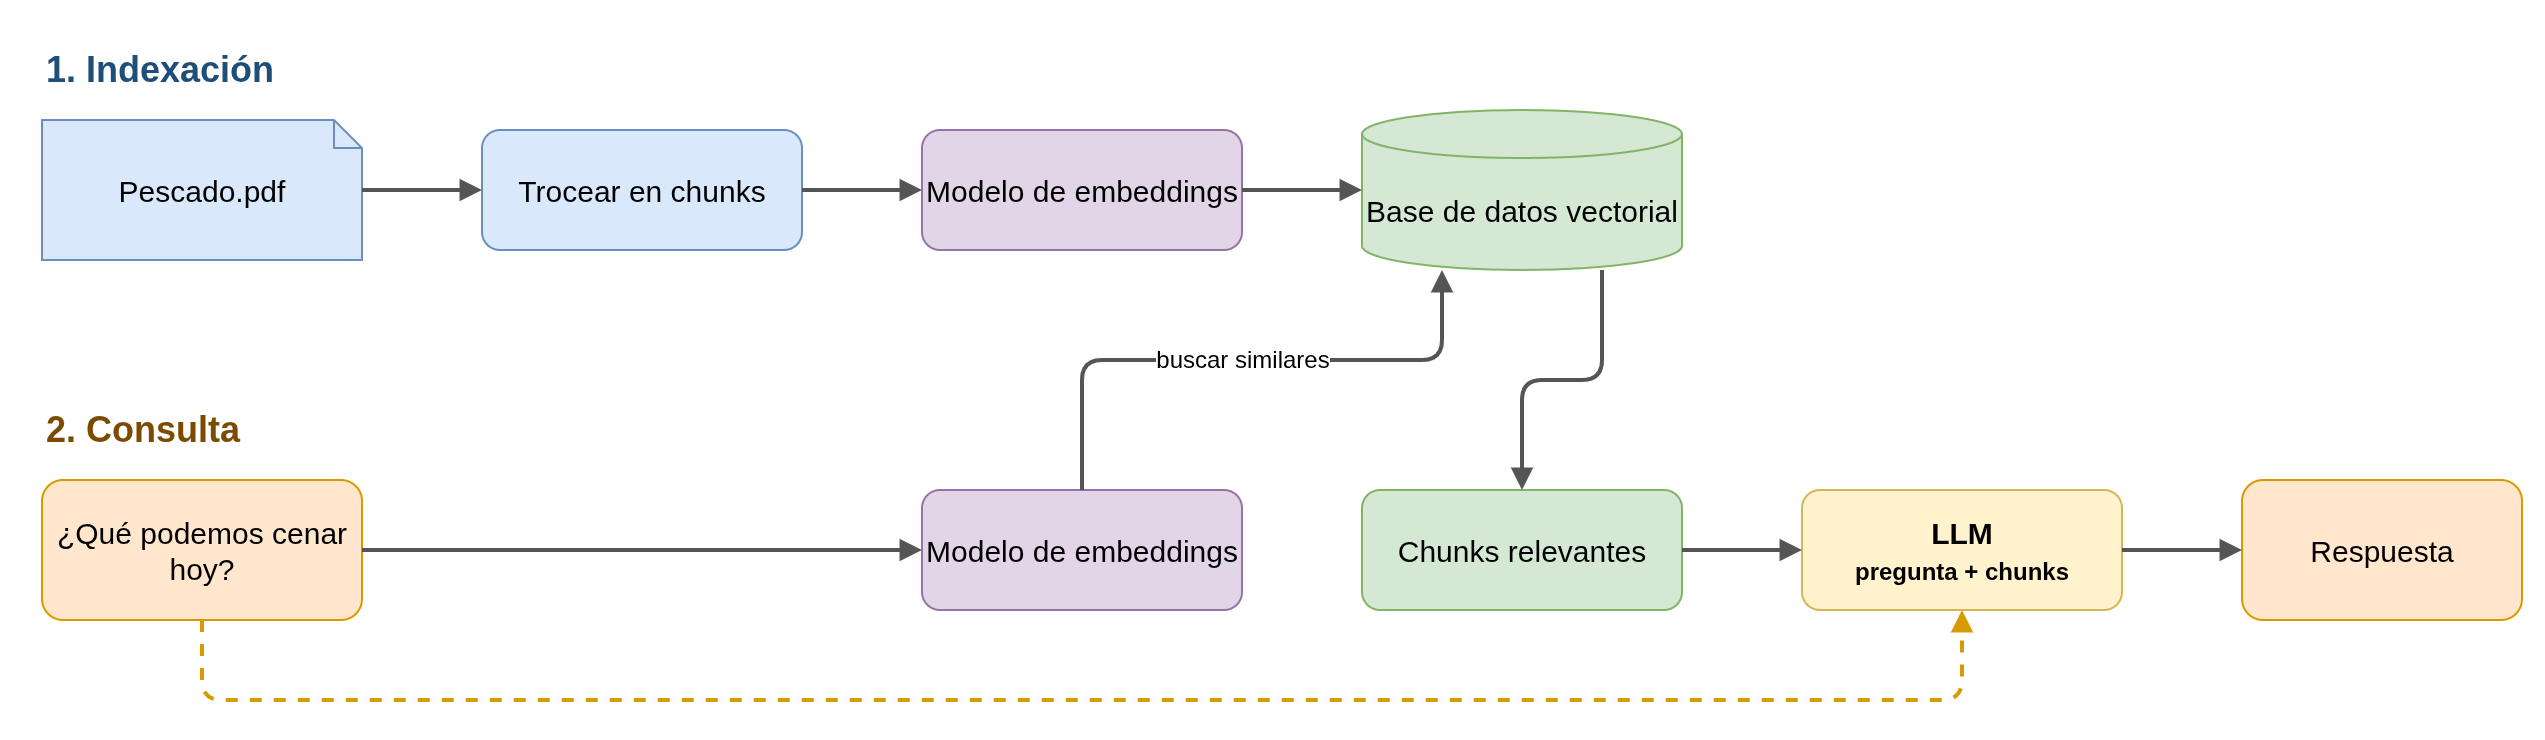 1. Indexación
Pescado.pdf
Trocear en chunks
Modelo de embeddings
Base de datos vectorial
buscar similares
2. Consulta
¿Qué podemos cenar
hoy?
Modelo de embeddings
Chunks relevantes
LLM
pregunta + chunks
Respuesta